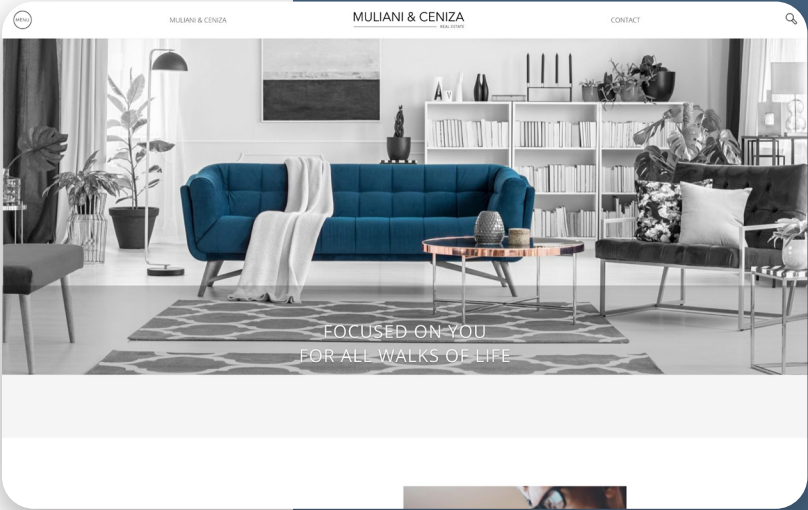 MENU
MULIANI & CENIZA
MULIANI & CENIZA
REAL ESTATE
CONTACT
FOCUSED ON YOU
FOR ALL WALKS OF LIFE